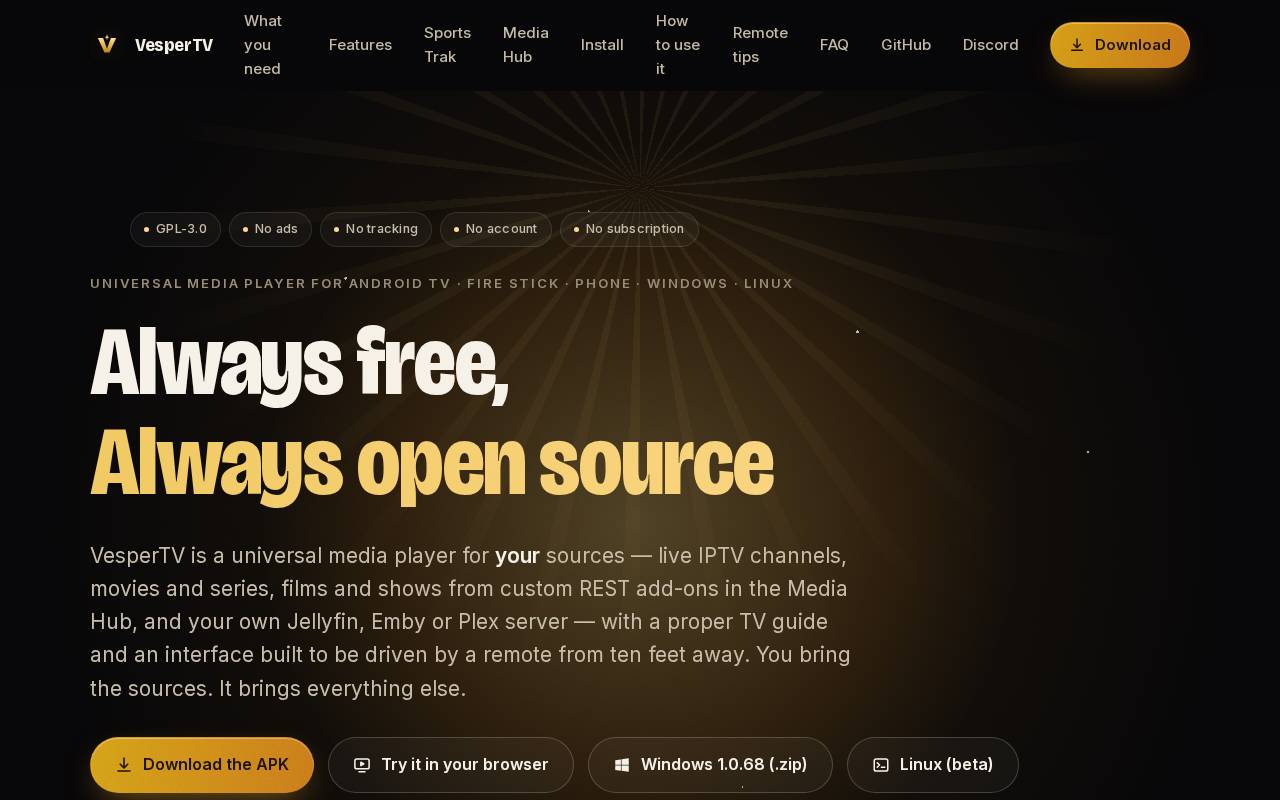 VesperTV
What you need
Features
Sports Trak
Media Hub
Install
How to use it
Remote tips
FAQ
GitHub
Discord
Download
GPL-3.0
No ads
No tracking
No account
No subscription
UNIVERSAL MEDIA PLAYER FOR ANDROID TV · FIRE STICK · PHONE · WINDOWS · LINUX
Always free,
Always open source
VesperTV is a universal media player for your sources — live IPTV channels,
movies and series, films and shows from custom REST add-ons in the Media
Hub, and your own Jellyfin, Emby or Plex server — with a proper TV guide
and an interface built to be driven by a remote from ten feet away. You bring
the sources. It brings everything else.
Download the APK
Try it in your browser
Windows 1.0.68 (.zip)
Linux (beta)